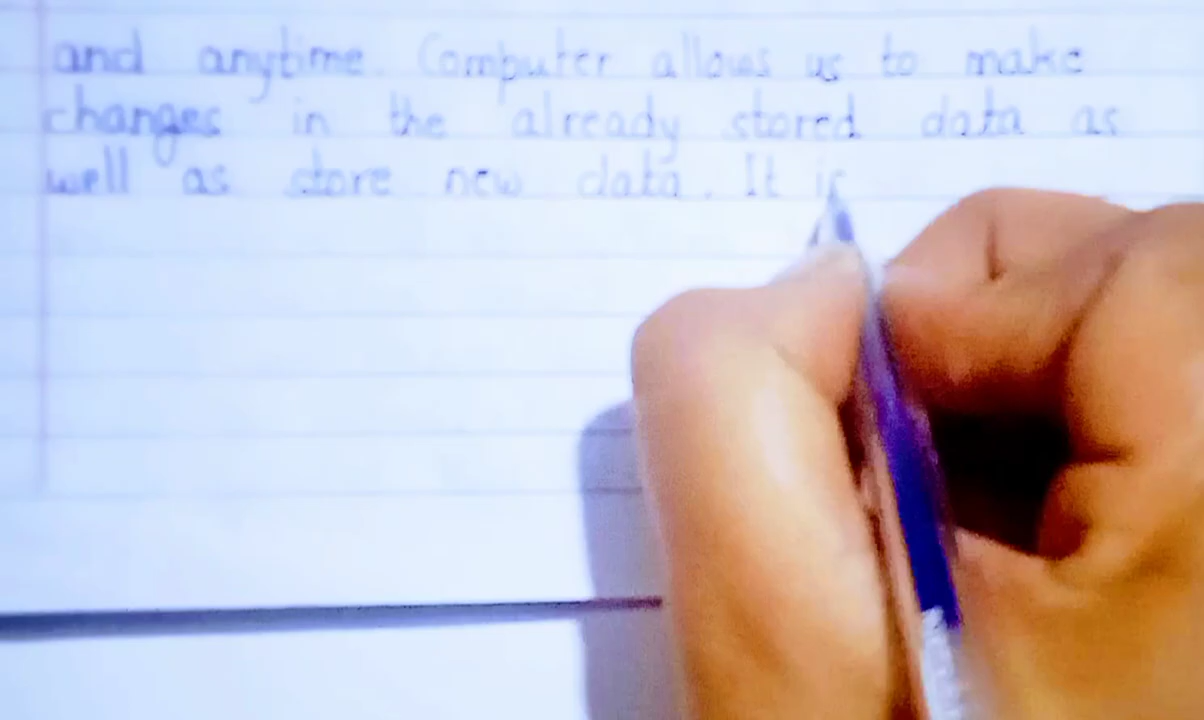 and anytime. Computer allows us to make
changes in the already stored data as
well as store new data. It is